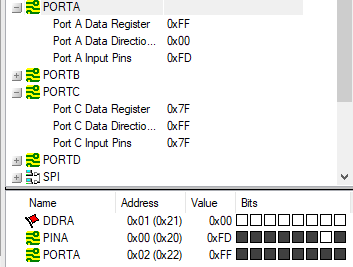 PORTA
Port A Data Register 0xFF
Port A Data Directio... 0x00
Port A Input Pins 0xFD
PORTB
PORTC
Port C Data Register 0x7F
Port C Data Directio... 0xFF
Port C Input Pins 0x7F
PORTD
SPI
Name Address Value Bits
DDRA 0x01 (0x21) 0x00
PINA 0x00 (0x20) 0xFD
PORTA 0x02 (0x22) 0xFF